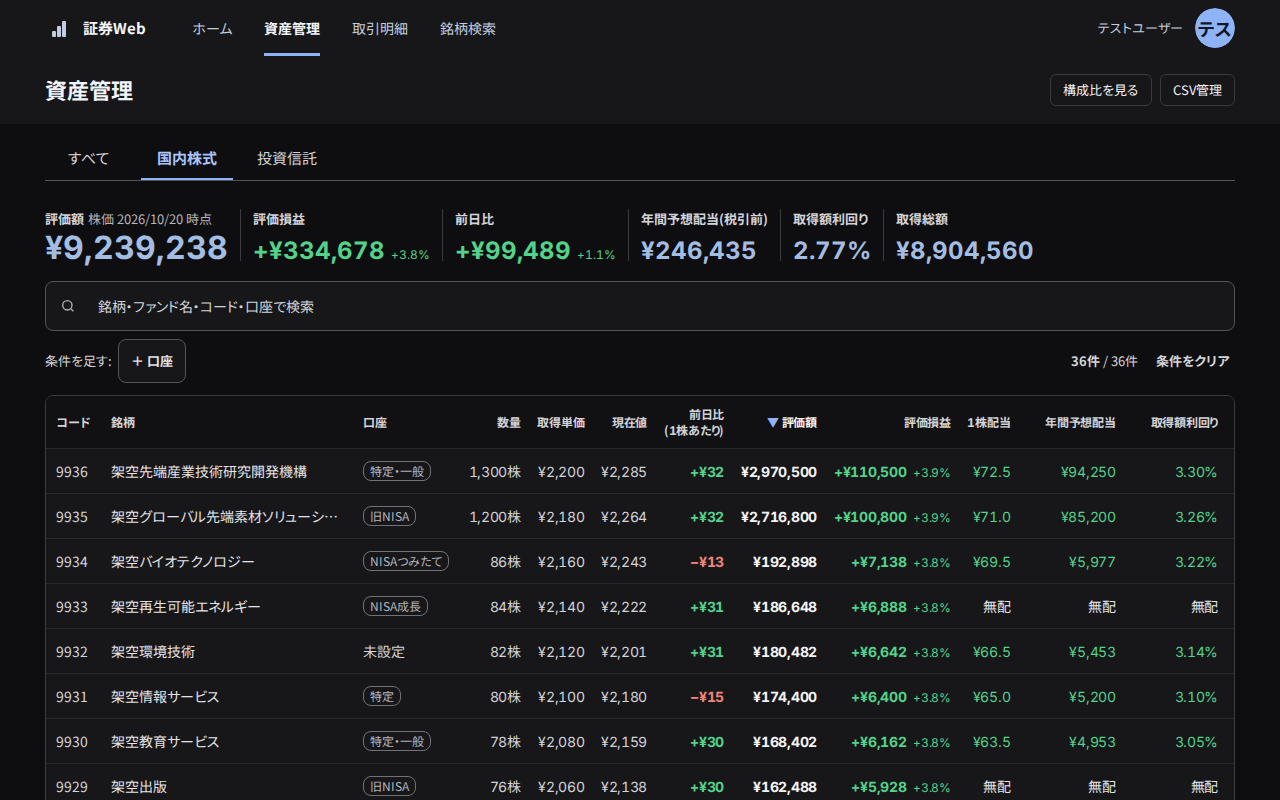 証券Web ホーム 資産管理 取引明細 銘柄検索 テストユーザー テス
資産管理 構成比を見る CSV管理
すべて 国内株式 投資信託
評価額 株価 2026/10/20 時点 評価損益 前日比 年間予想配当(税引前) 取得額利回り 取得総額
¥9,239,238 +¥334,678 +3.8% +¥99,489 +1.1% ¥246,435 2.77% ¥8,904,560
銘柄・ファンド名・コード・口座で検索
条件を足す: ＋ 口座 36件 / 36件 条件をクリア
コード 銘柄 口座 数量 取得単価 現在値 前日比 (1株あたり) ▼ 評価額 評価損益 1株配当 年間予想配当 取得額利回り
9936 架空先端産業技術研究開発機構 特定・一般 1,300株 ¥2,200 ¥2,285 +¥32 ¥2,970,500 +¥110,500 +3.9% ¥72.5 ¥94,250 3.30%
9935 架空グローバル先端素材ソリューシ… 旧NISA 1,200株 ¥2,180 ¥2,264 +¥32 ¥2,716,800 +¥100,800 +3.9% ¥71.0 ¥85,200 3.26%
9934 架空バイオテクノロジー NISAつみたて 86株 ¥2,160 ¥2,243 −¥13 ¥192,898 +¥7,138 +3.8% ¥69.5 ¥5,977 3.22%
9933 架空再生可能エネルギー NISA成長 84株 ¥2,140 ¥2,222 +¥31 ¥186,648 +¥6,888 +3.8% 無配 無配 無配
9932 架空環境技術 未設定 82株 ¥2,120 ¥2,201 +¥31 ¥180,482 +¥6,642 +3.8% ¥66.5 ¥5,453 3.14%
9931 架空情報サービス 特定 80株 ¥2,100 ¥2,180 −¥15 ¥174,400 +¥6,400 +3.8% ¥65.0 ¥5,200 3.10%
9930 架空教育サービス 特定・一般 78株 ¥2,080 ¥2,159 +¥30 ¥168,402 +¥6,162 +3.8% ¥63.5 ¥4,953 3.05%
9929 架空出版 旧NISA 76株 ¥2,060 ¥2,138 +¥30 ¥162,488 +¥5,928 +3.8% 無配 無配 無配